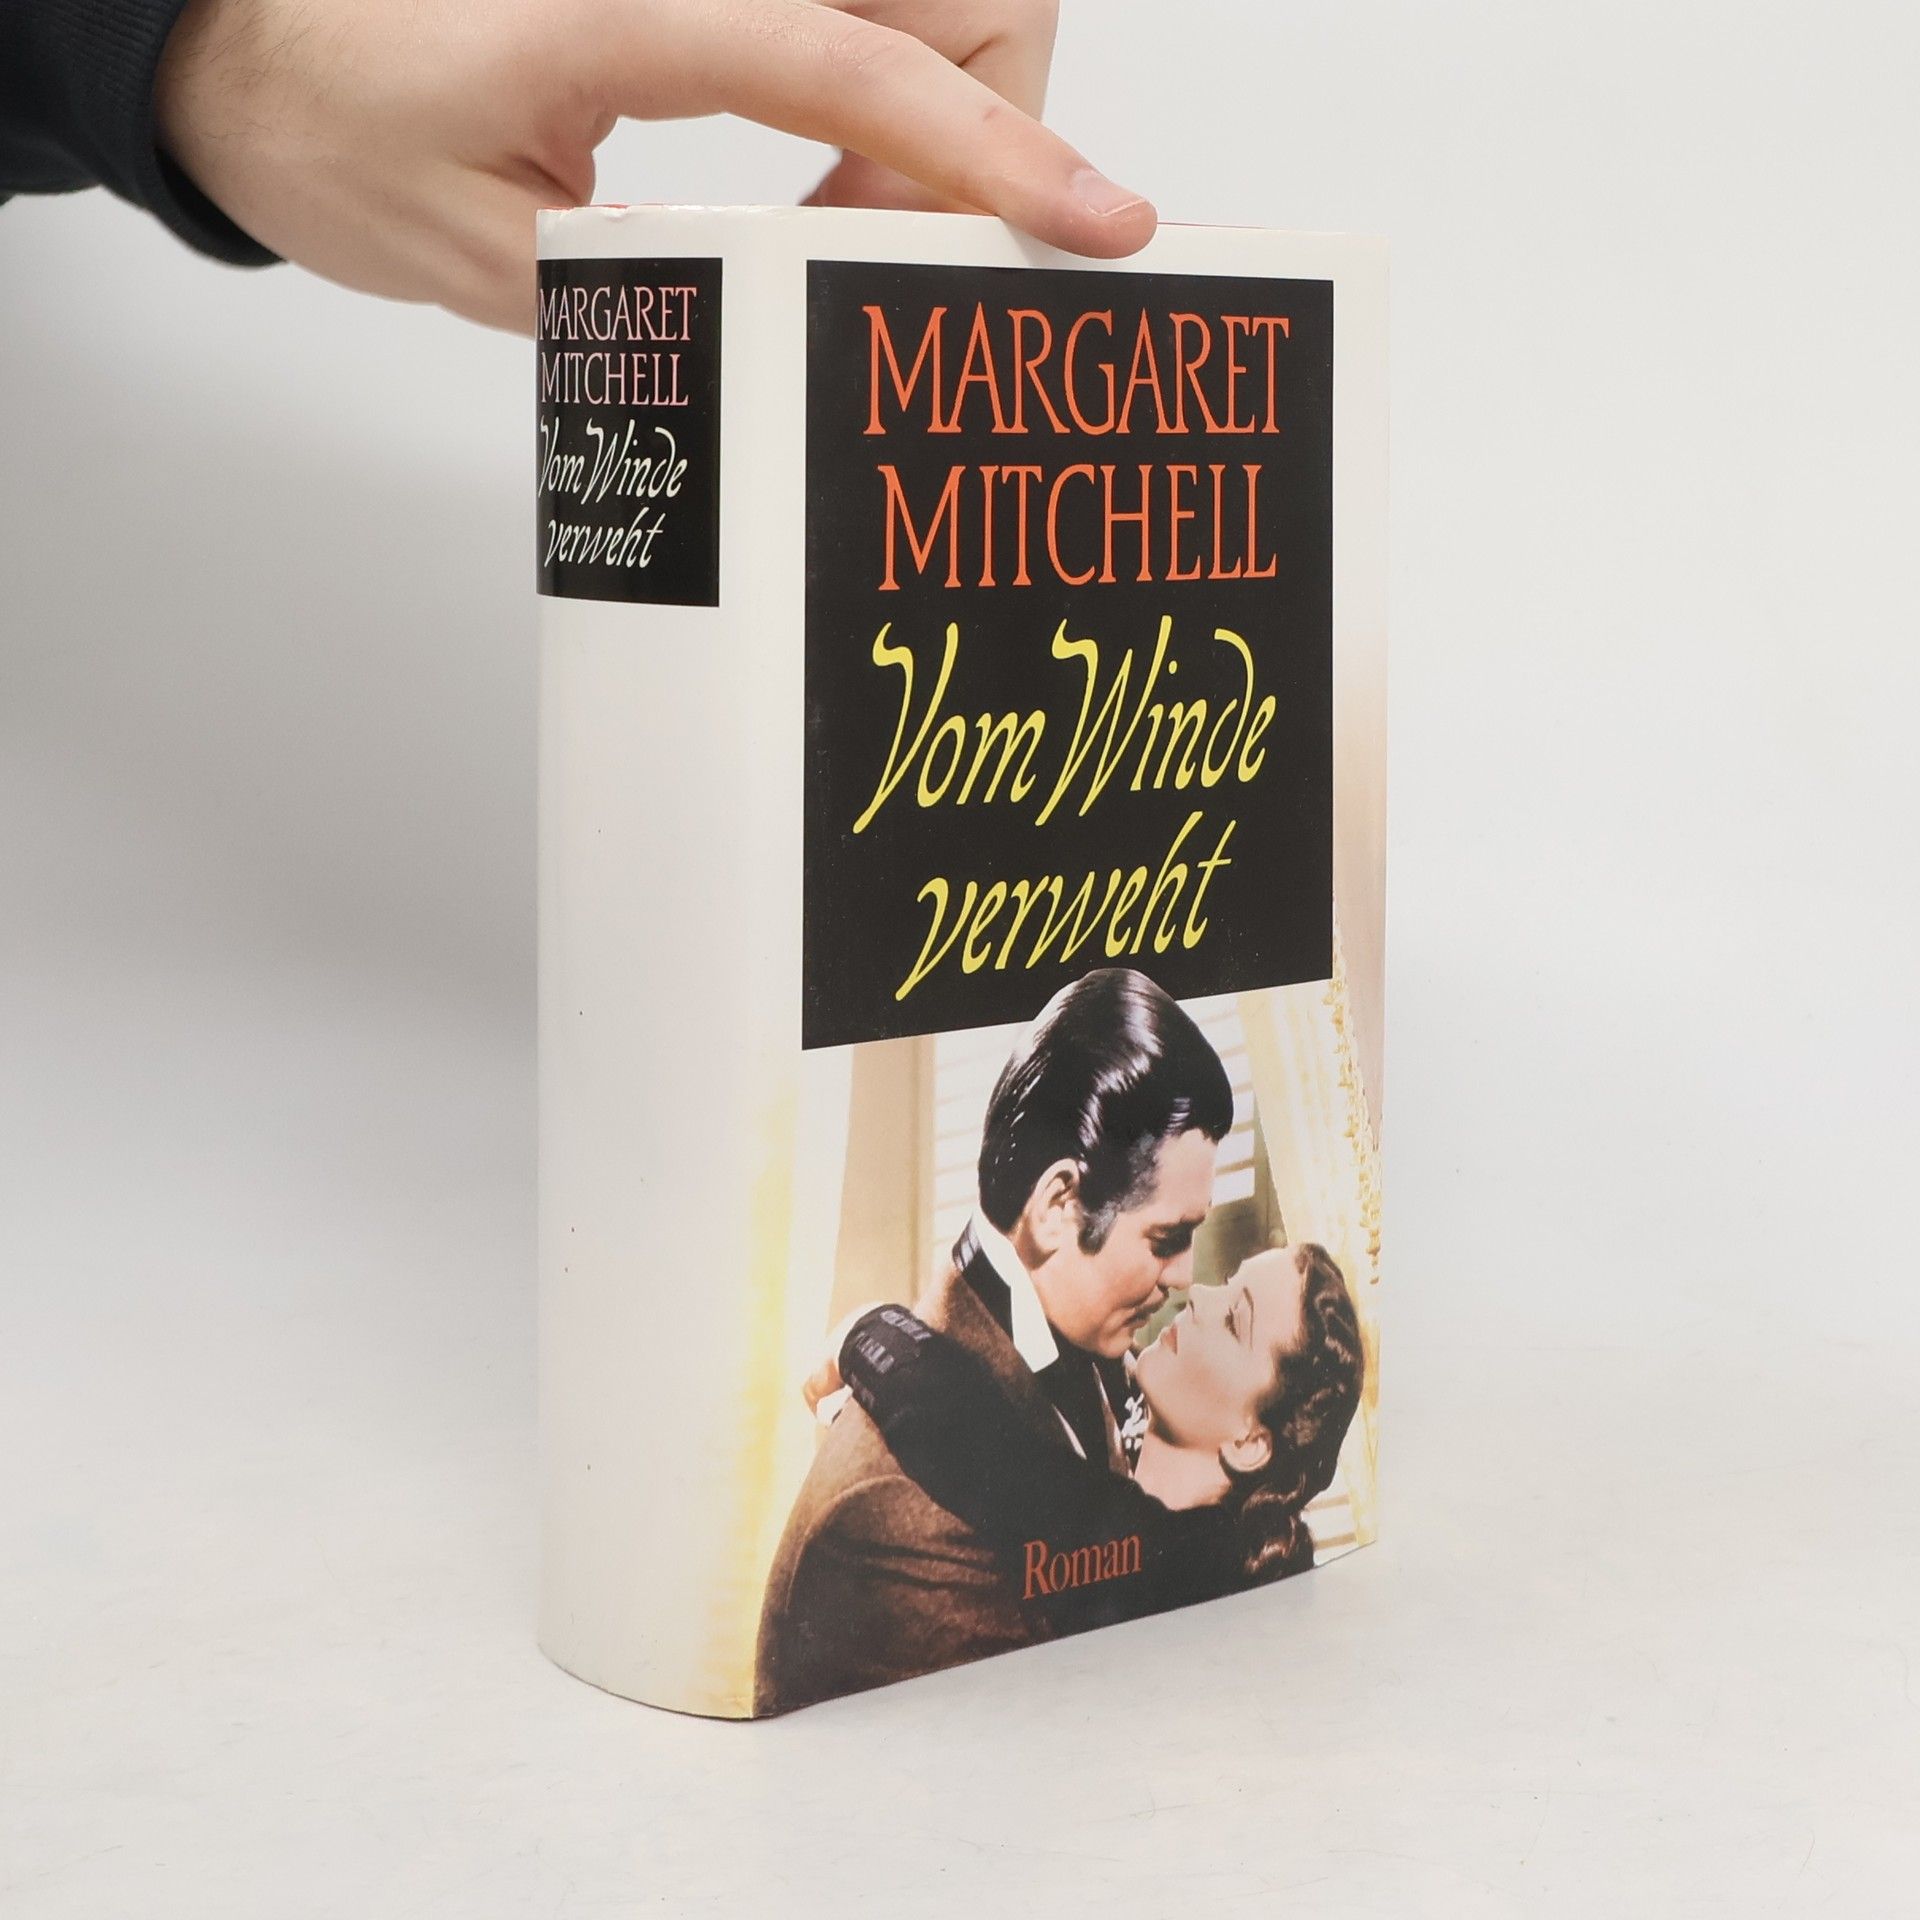 MARGARET
MITCHELL
Vom Winde
verweht
MARGARET
MITCHELL
Vom Winde
verweht
Roman